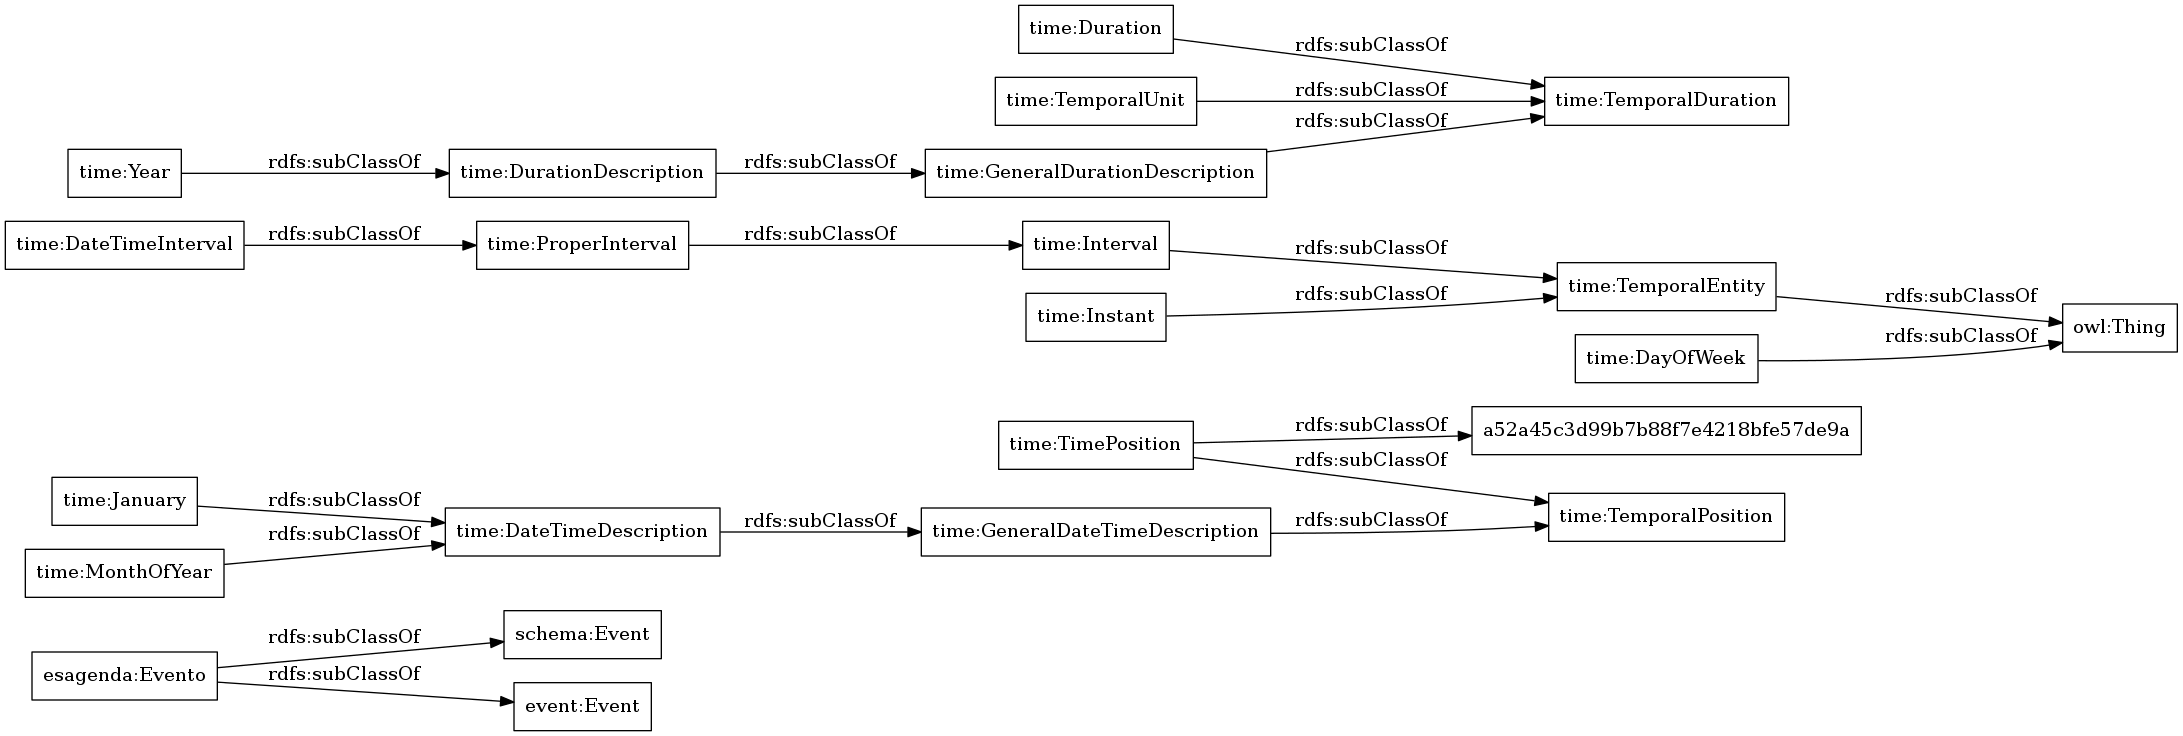 time:Duration
rdfs:subClassOf
time:TemporalUnit
rdfs:subClassOf
time:TemporalDuration
rdfs:subClassOf
time:Year
rdfs:subClassOf
time:DurationDescription
rdfs:subClassOf
time:GeneralDurationDescription
time:DateTimeInterval
rdfs:subClassOf
time:ProperInterval
rdfs:subClassOf
time:Interval
rdfs:subClassOf
time:Instant
rdfs:subClassOf
time:TemporalEntity
rdfs:subClassOf
owl:Thing
time:DayOfWeek
rdfs:subClassOf
time:TimePosition
rdfs:subClassOf
a52a45c3d99b7b88f7e4218bfe57de9a
rdfs:subClassOf
time:January
rdfs:subClassOf
time:MonthOfYear
rdfs:subClassOf
time:DateTimeDescription
rdfs:subClassOf
time:GeneralDateTimeDescription
rdfs:subClassOf
time:TemporalPosition
esagenda:Evento
rdfs:subClassOf
schema:Event
rdfs:subClassOf
event:Event